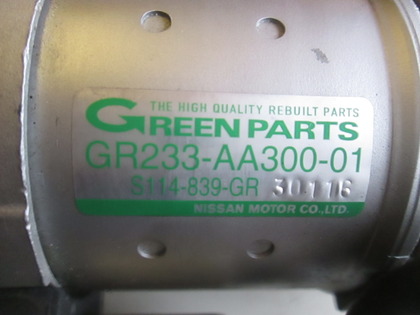 THE HIGH QUALITY REBUILT PARTS
GREEN PARTS
GR233-AA300-01
S114-839-GR 30116
NISSAN MOTOR CO.,LTD.